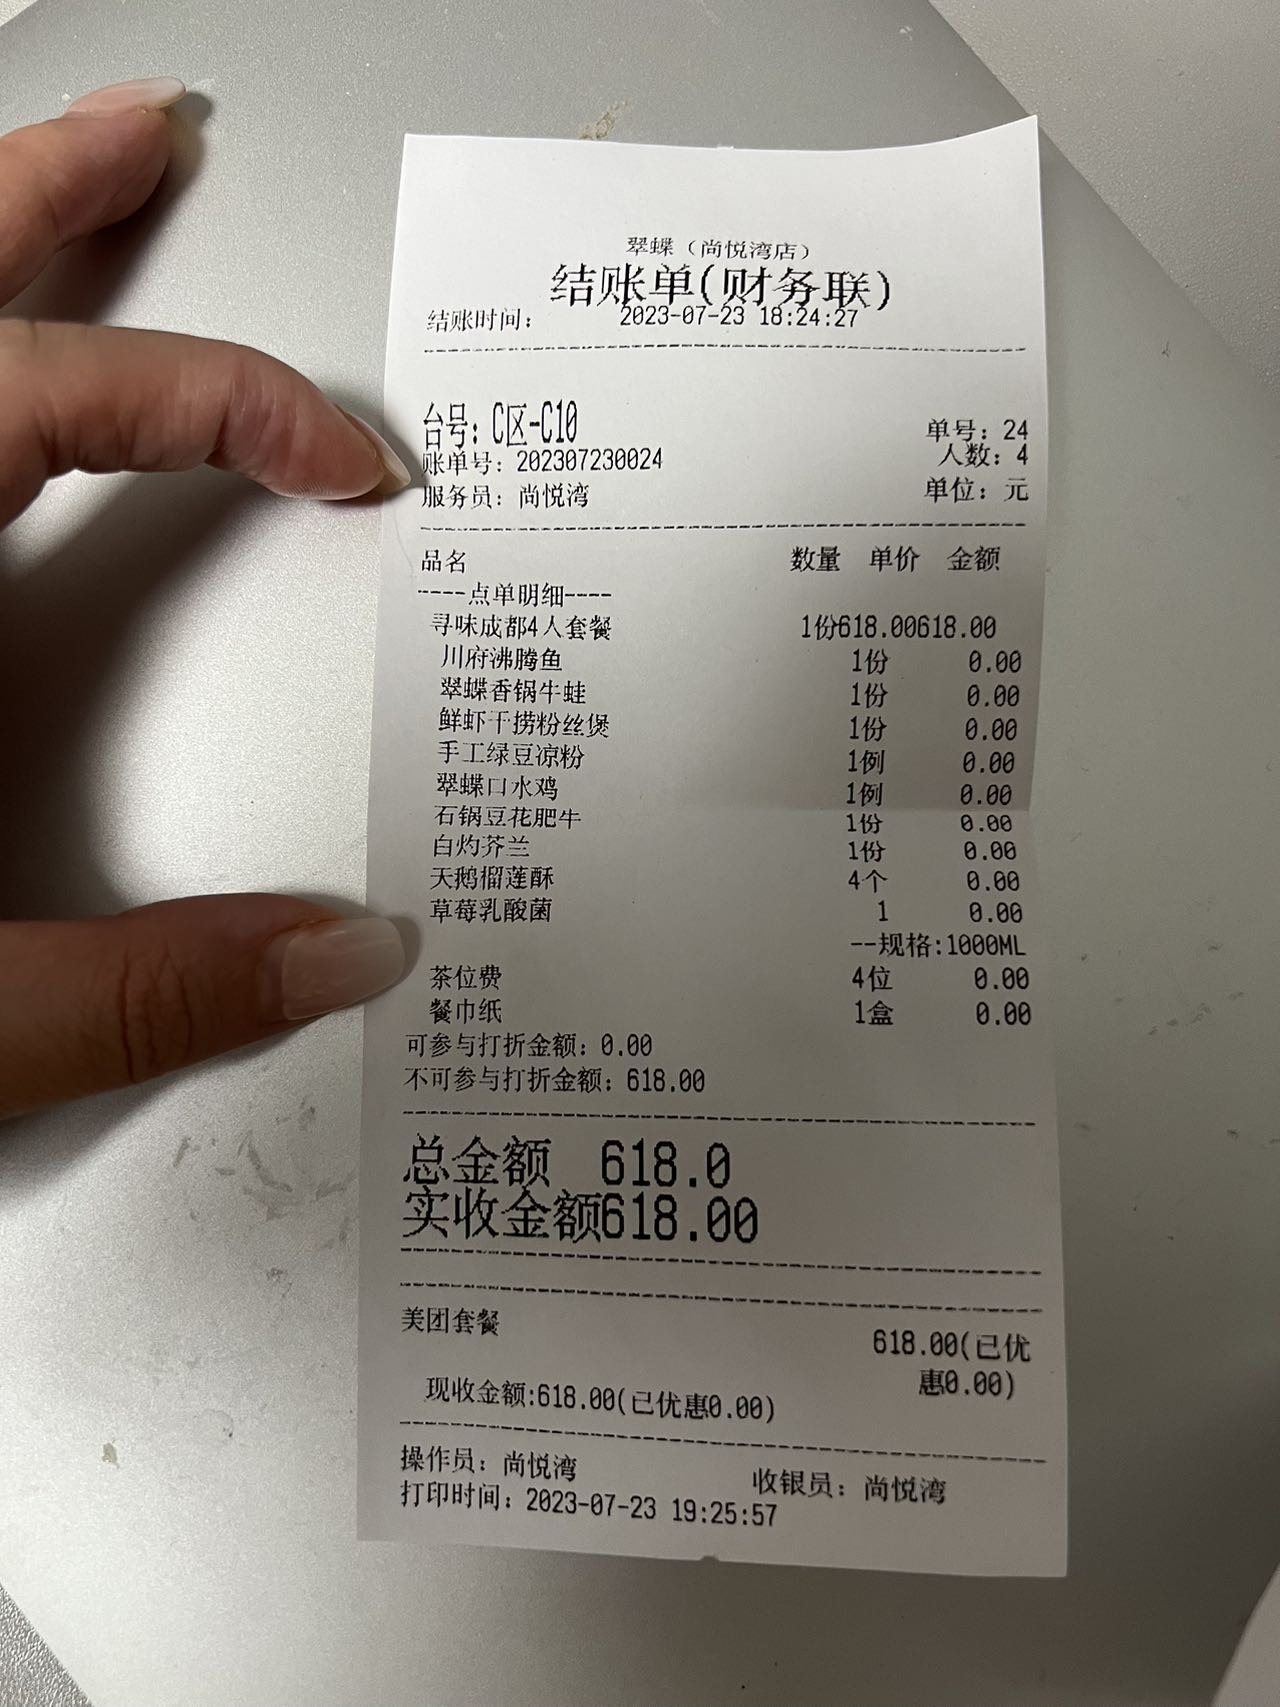 翠蝶（尚悦湾店）
结账单(财务联)
结账时间： 2023-07-23 18:24:27
台号：C区-C10
单号：24
账单号：202307230024
人数：4
服务员：尚悦湾
单位：元
品名 数量 单价 金额
----点单明细----
寻味成都4人套餐 1份618.00618.00
川府沸腾鱼 1份 0.00
翠蝶香锅牛蛙 1份 0.00
鲜虾干捞粉丝煲 1份 0.00
手工绿豆凉粉 1例 0.00
翠蝶口水鸡 1例 0.00
石锅豆花肥牛 1份 0.00
白灼芥兰 1份 0.00
天鹅榴莲酥 4个 0.00
草莓乳酸菌 1 0.00
--规格:1000ML
茶位费 4位 0.00
餐巾纸 1盒 0.00
可参与打折金额：0.00
不可参与打折金额：618.00
总金额 618.0
实收金额618.00
美团套餐 618.00(已优
惠0.00)
现收金额:618.00(已优惠0.00)
操作员：尚悦湾 收银员：尚悦湾
打印时间：2023-07-23 19:25:57